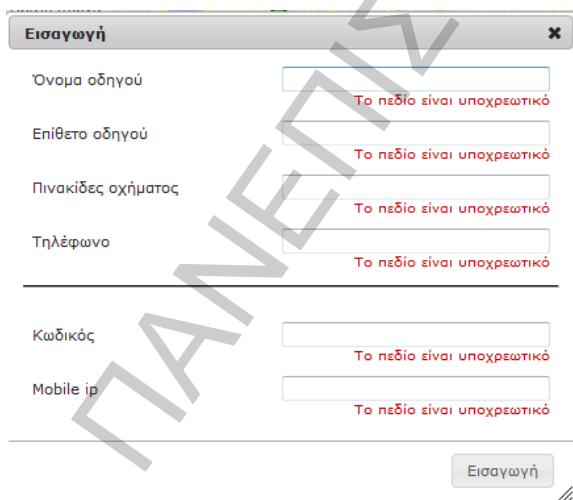 Εισαγωγή
Όνομα οδηγού
Το πεδίο είναι υποχρεωτικό
Επίθετο οδηγού
Το πεδίο είναι υποχρεωτικό
Πινακίδες οχήματος
Το πεδίο είναι υποχρεωτικό
Τηλέφωνο
Το πεδίο είναι υποχρεωτικό
Κωδικός
Το πεδίο είναι υποχρεωτικό
Mobile ip
Το πεδίο είναι υποχρεωτικό
Εισαγωγή
ΠΑΝΕΠΙΣ